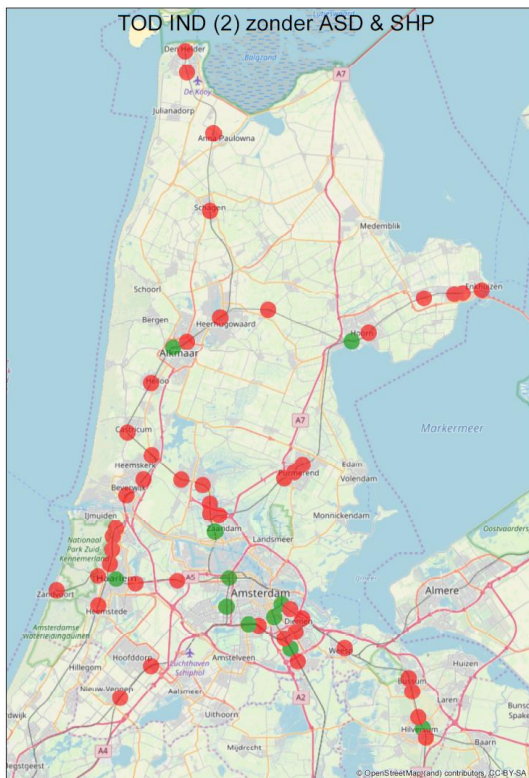 TOD IND (2) zonder ASD & SHP
Den Helder
Balgzand
A7
De Kooy
Julianadorp
Anna Paulowna
Schagen
Medemblik
Schoorl
Enkhuizen
Bergen
Heerhugowaard
Hoorn
Alkmaar
Heiloo
A7
Castricum
Markermeer
Heemskerk
Purmerend
Edam
Volendam
Beverwijk
IJmuiden
Monnickendam
Zaandam
Oostvaarders
Nationaal
Park Zuid-
Kennemerland
Landsmeer
Haarlem
A5
IJmeer
Zandvoort
Amsterdam
Almere
Heemstede
Diemen
Amsterdamse
waterleidingduinen
Weesp
Hillegom
Hoofddorp
Luchthaven
Schiphol
Amstelveen
Huizen
Bussum
Nieuw-Vennep
Aalsmeer
A2
Laren
Uithoorn
Hilversum
A4
Mijdrecht
Baarn
© OpenStreetMap(and) contributors, CC-BY-SA